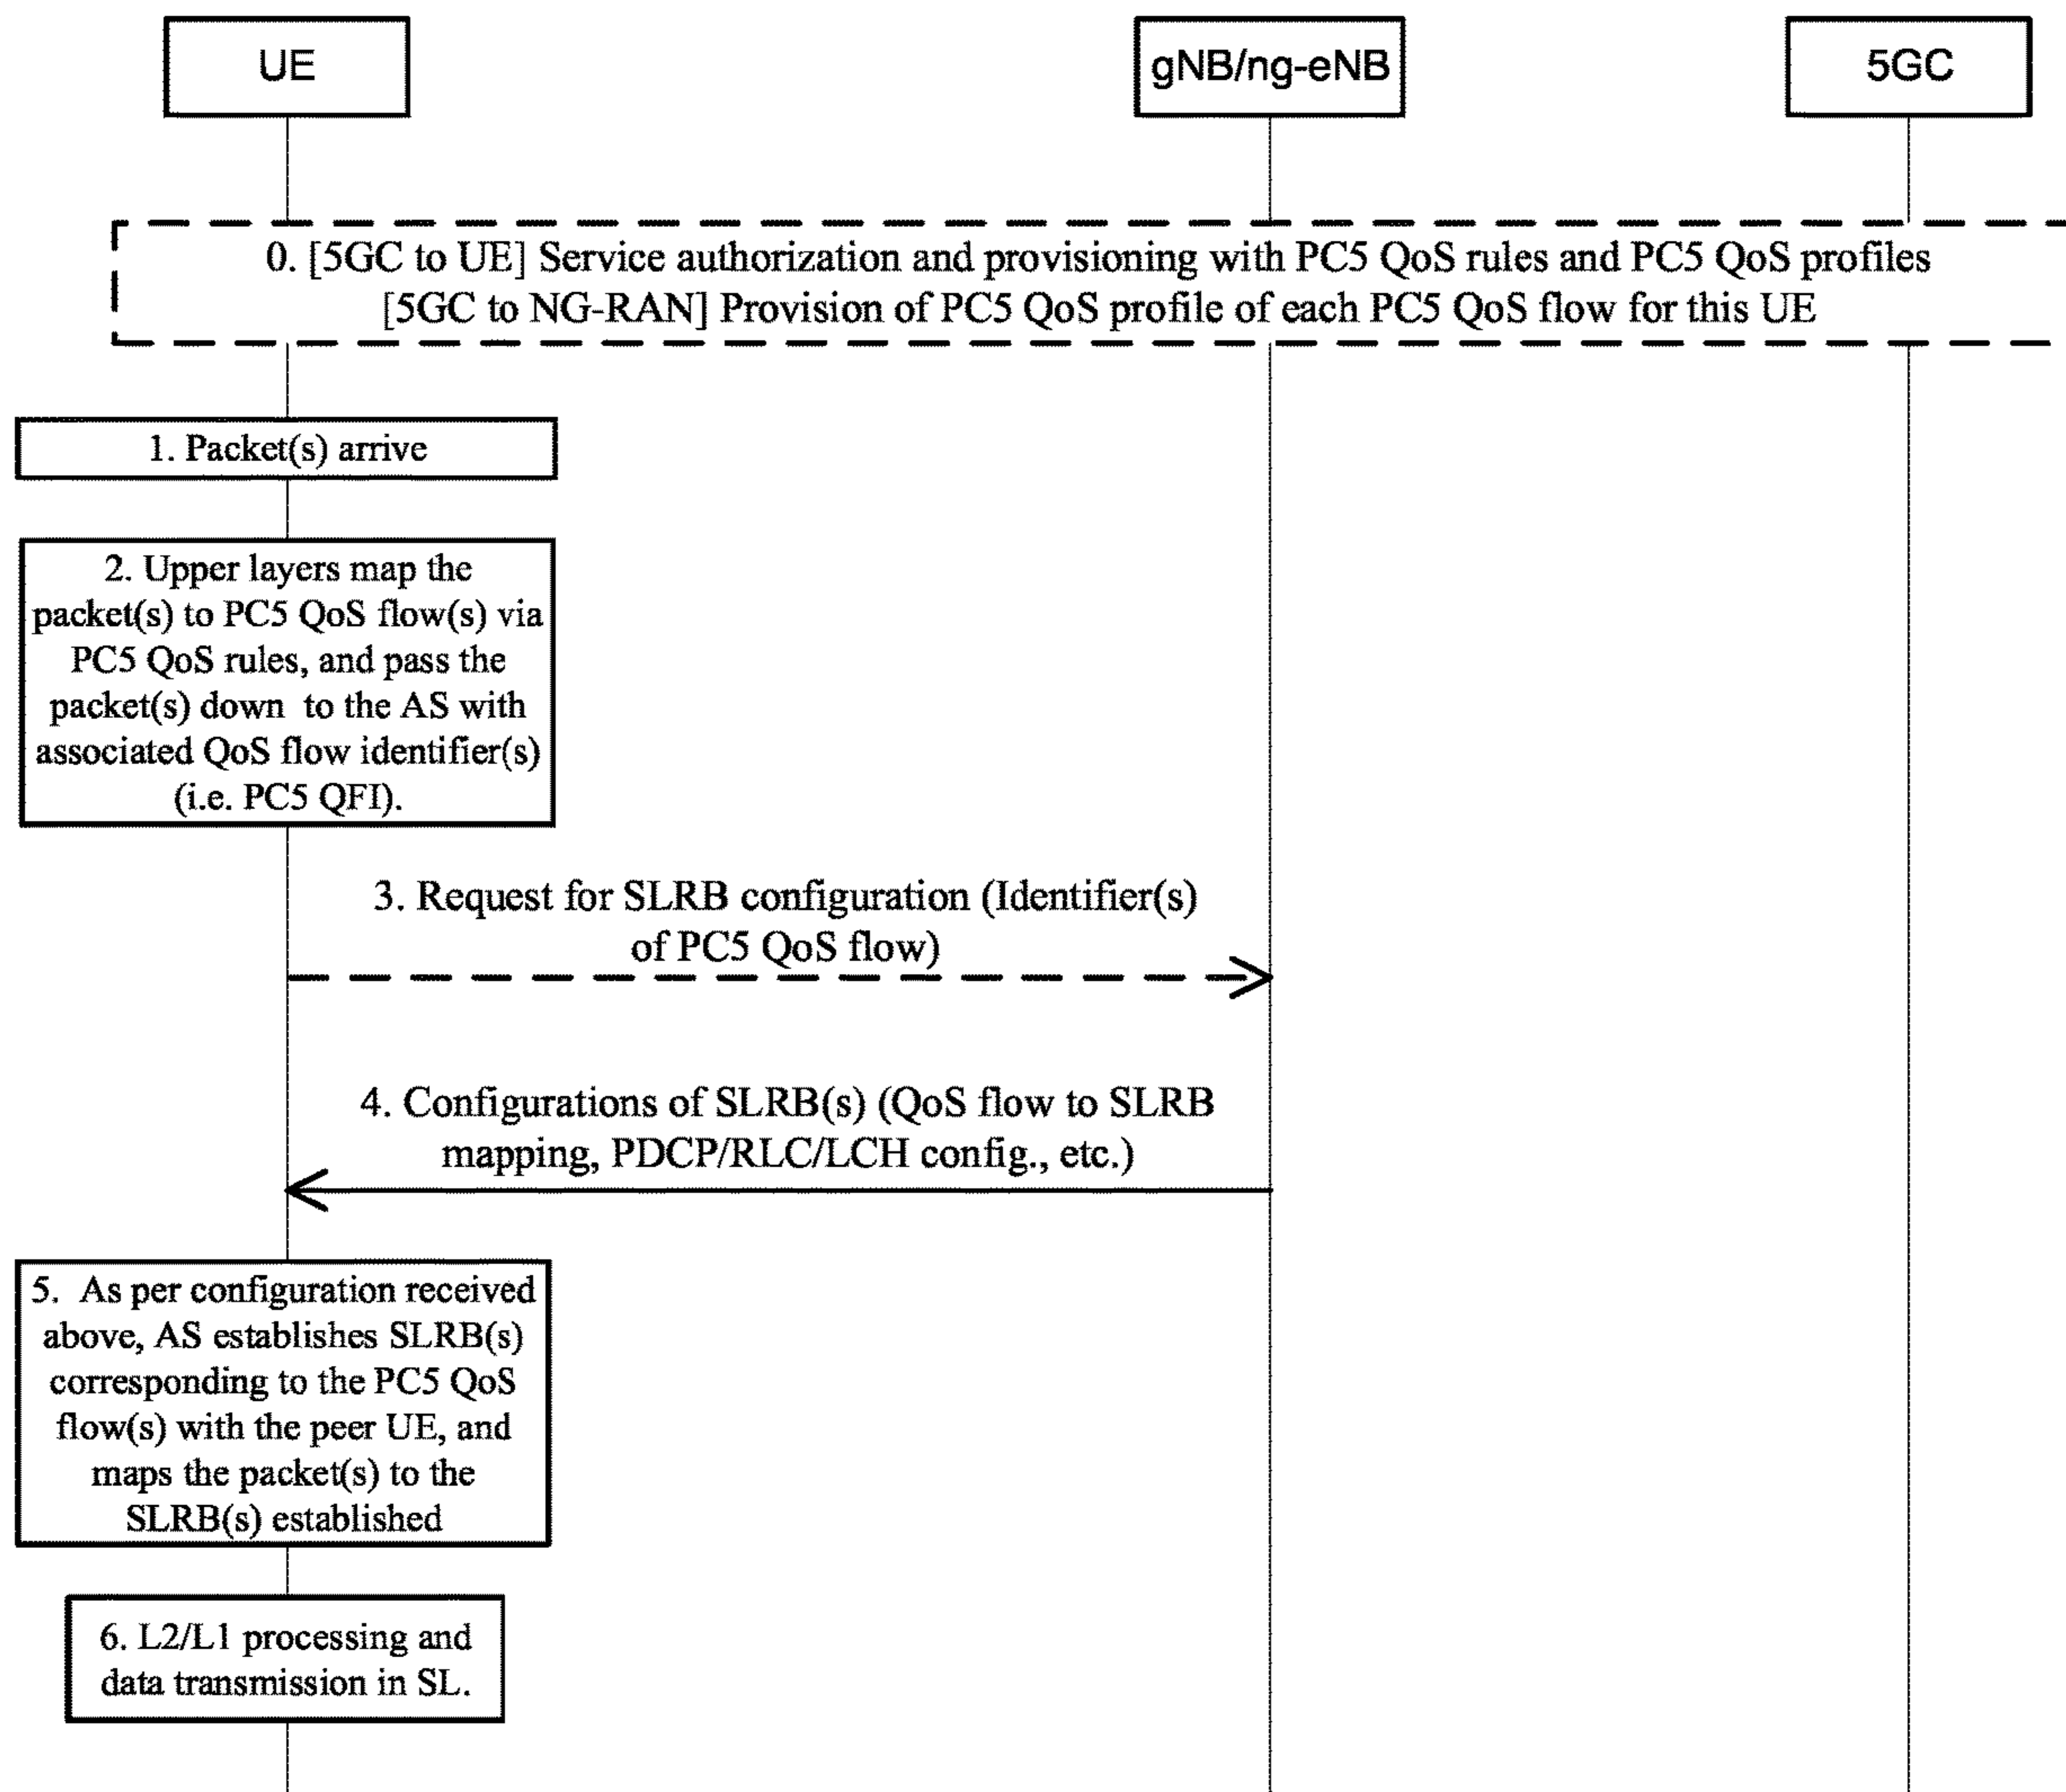 UE
gNB/ng-eNB
5GC
0. [5GC to UE] Service authorization and provisioning with PC5 QoS rules and PC5 QoS profiles
[5GC to NG-RAN] Provision of PC5 QoS profile of each PC5 QoS flow for this UE
1. Packet(s) arrive
2. Upper layers map the
packet(s) to PC5 QoS flow(s) via
PC5 QoS rules, and pass the
packet(s) down to the AS with
associated QoS flow identifier(s)
(i.e. PC5 QFI).
3. Request for SLRB configuration (Identifier(s)
of PC5 QoS flow)
4. Configurations of SLRB(s) (QoS flow to SLRB
mapping, PDCP/RLC/LCH config., etc.)
5. As per configuration received
above, AS establishes SLRB(s)
corresponding to the PC5 QoS
flow(s) with the peer UE, and
maps the packet(s) to the
SLRB(s) established
6. L2/L1 processing and
data transmission in SL.